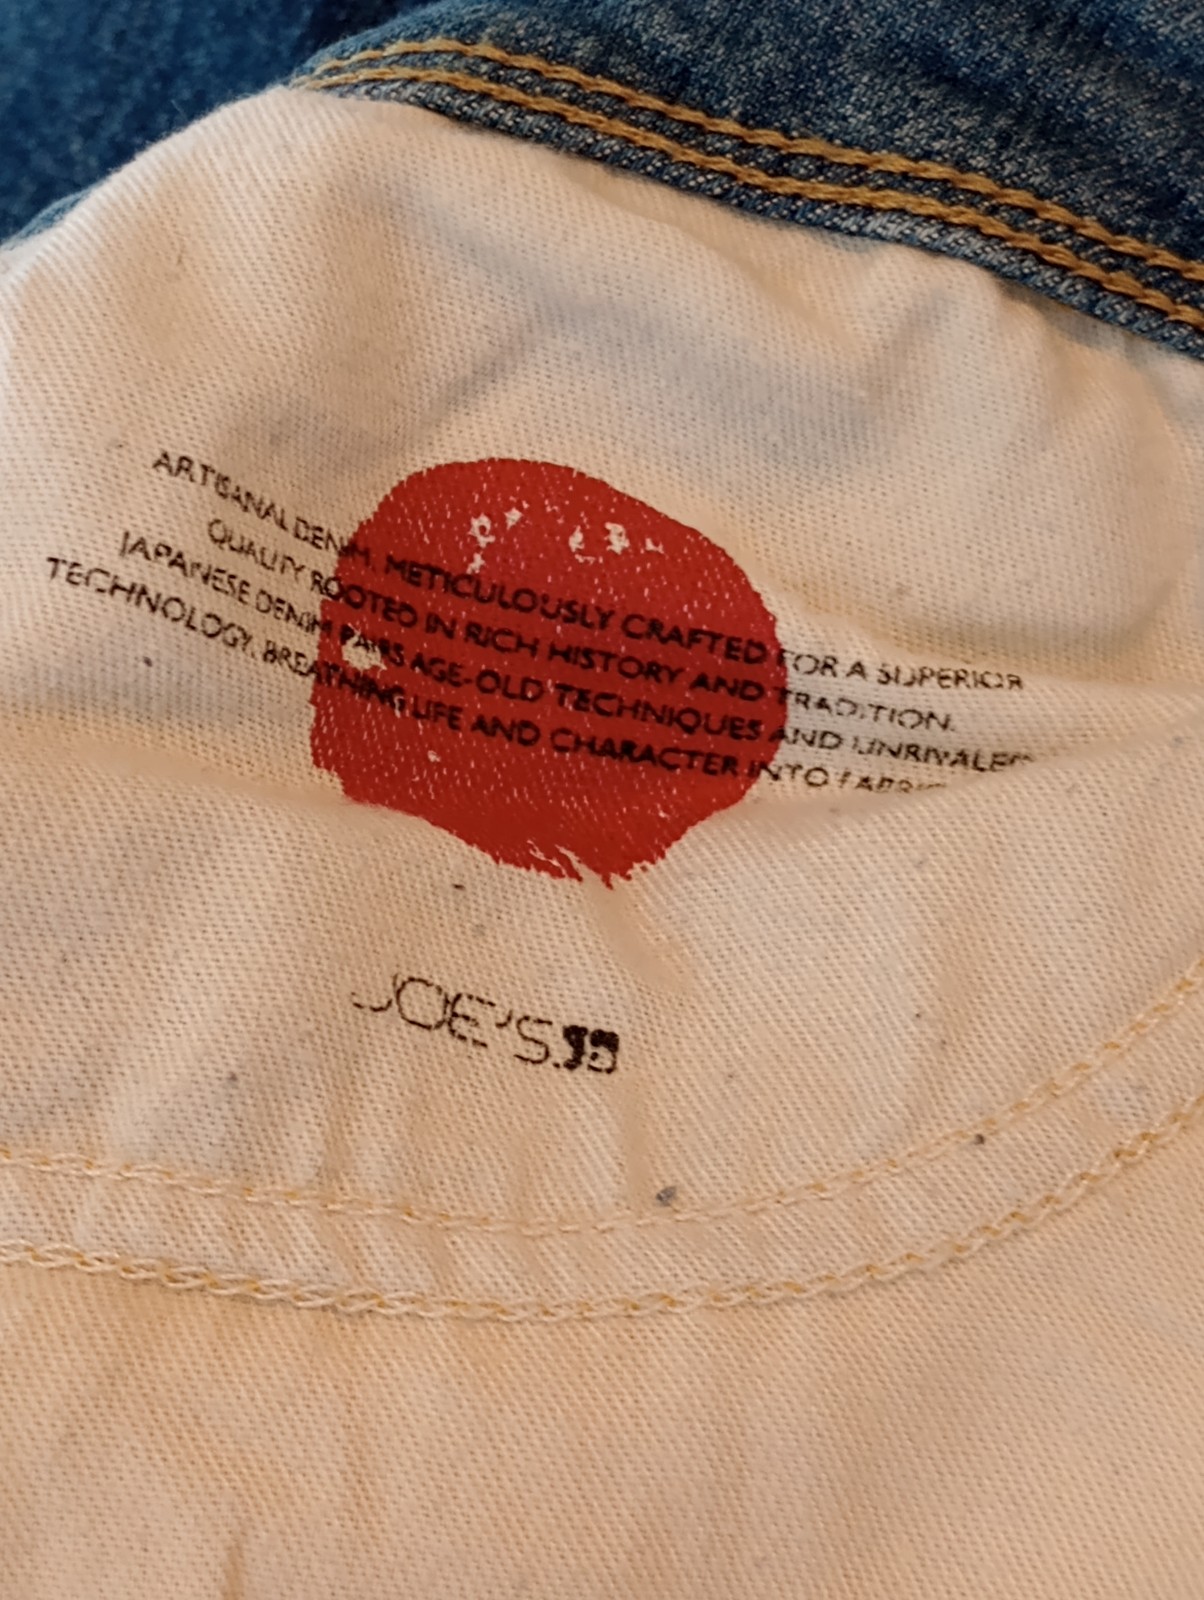 ARTISANAL DENIM, METICULOUSLY CRAFTED FOR A SUPERIOR
QUALITY ROOTED IN RICH HISTORY AND TRADITION.
JAPANESE DENIM PAIRS AGE-OLD TECHNIQUES AND UNRIVALED
TECHNOLOGY, BREATHING LIFE AND CHARACTER INTO FABRIC
JOE'S.